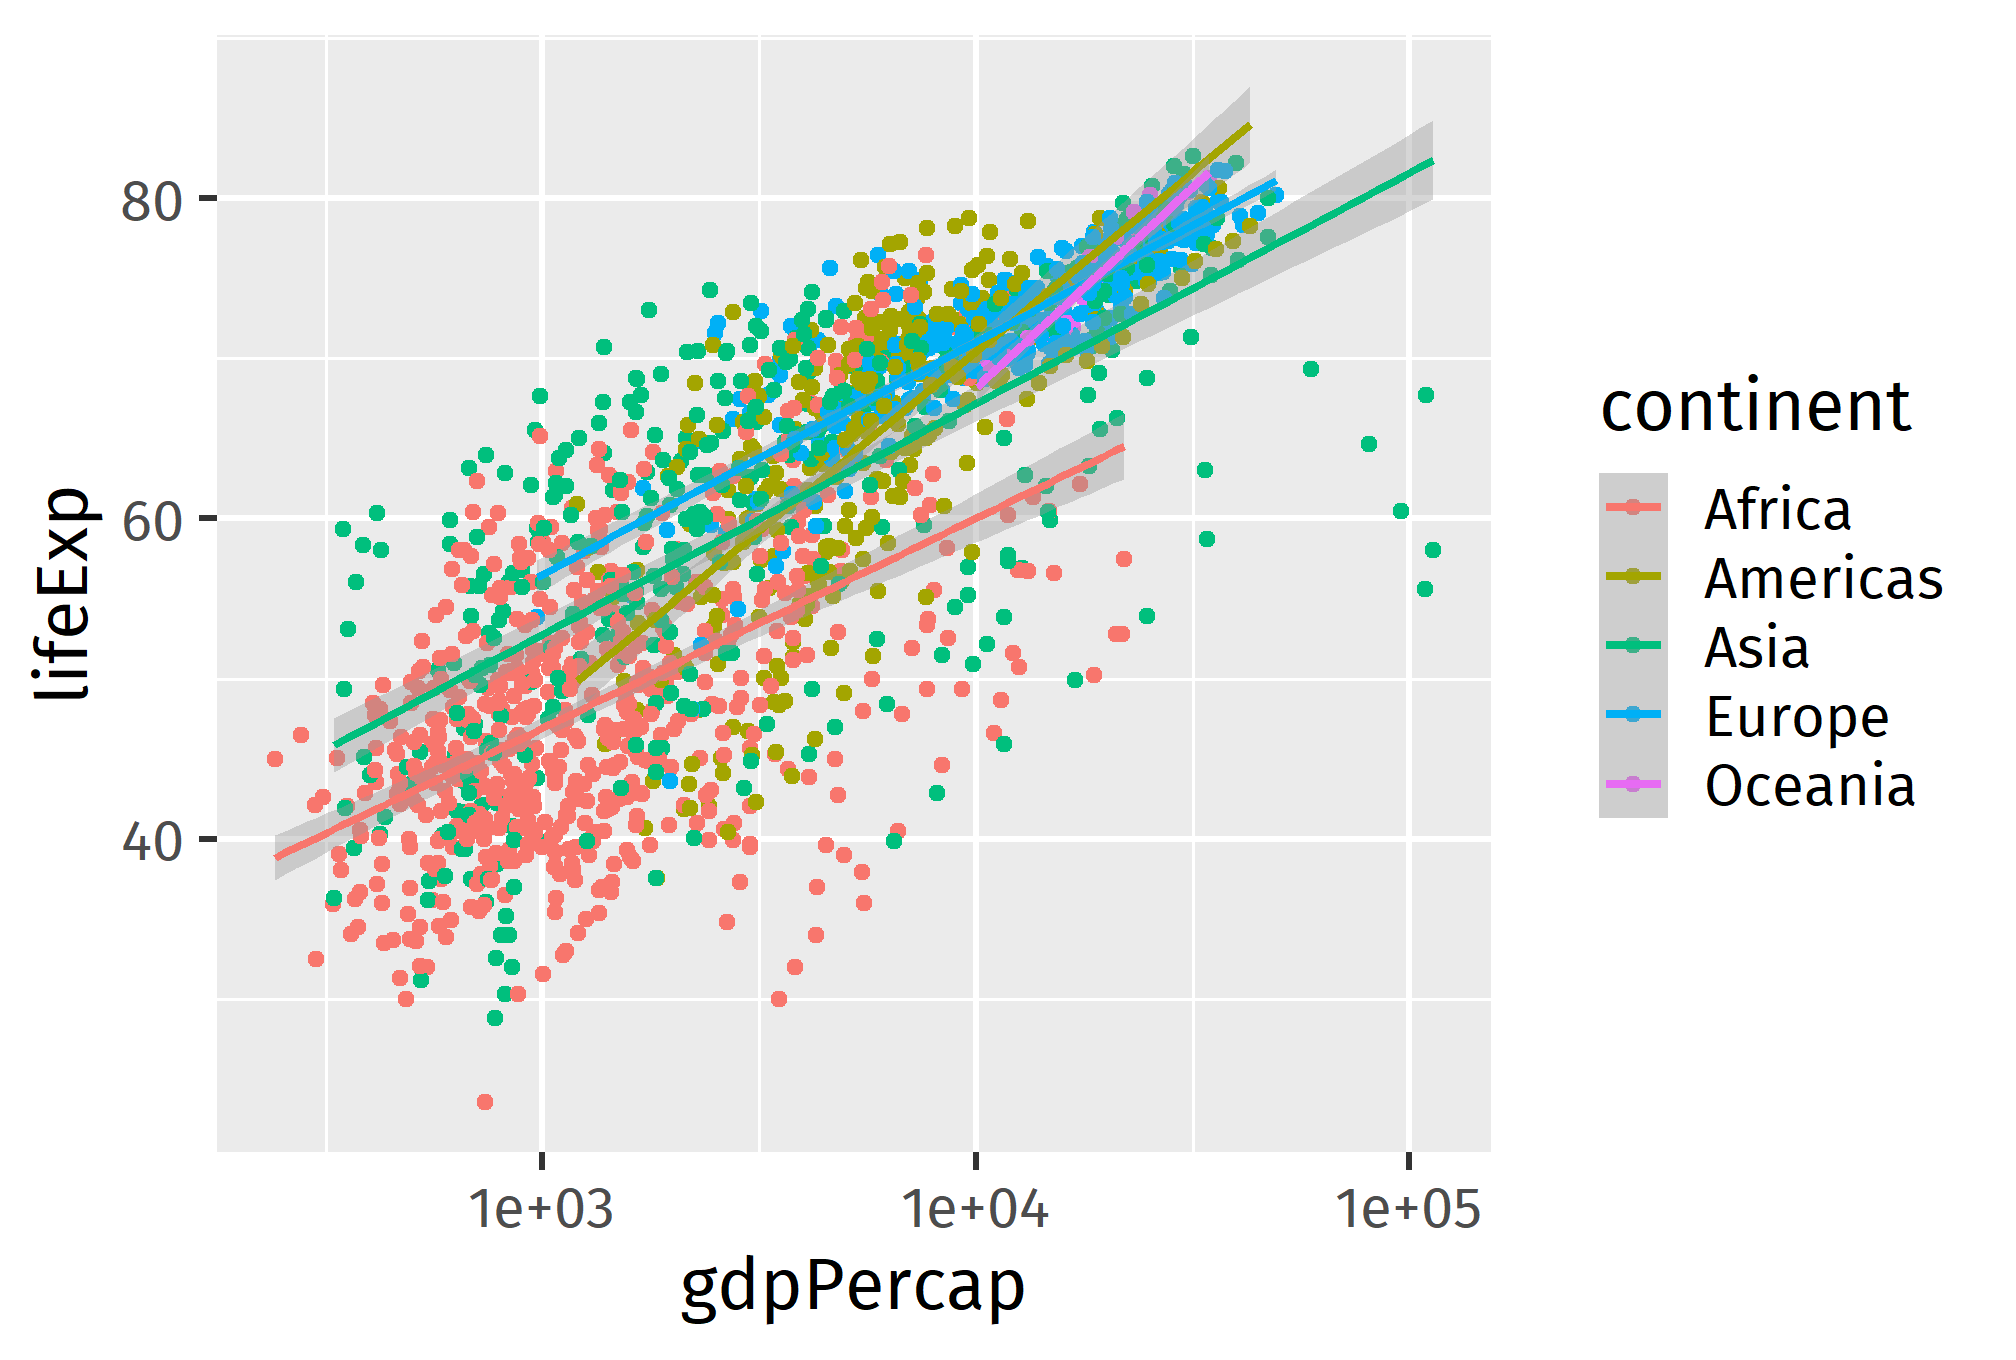 lifeExp
80
60
40
1e+03
1e+04
1e+05
gdpPercap
continent
Africa
Americas
Asia
Europe
Oceania